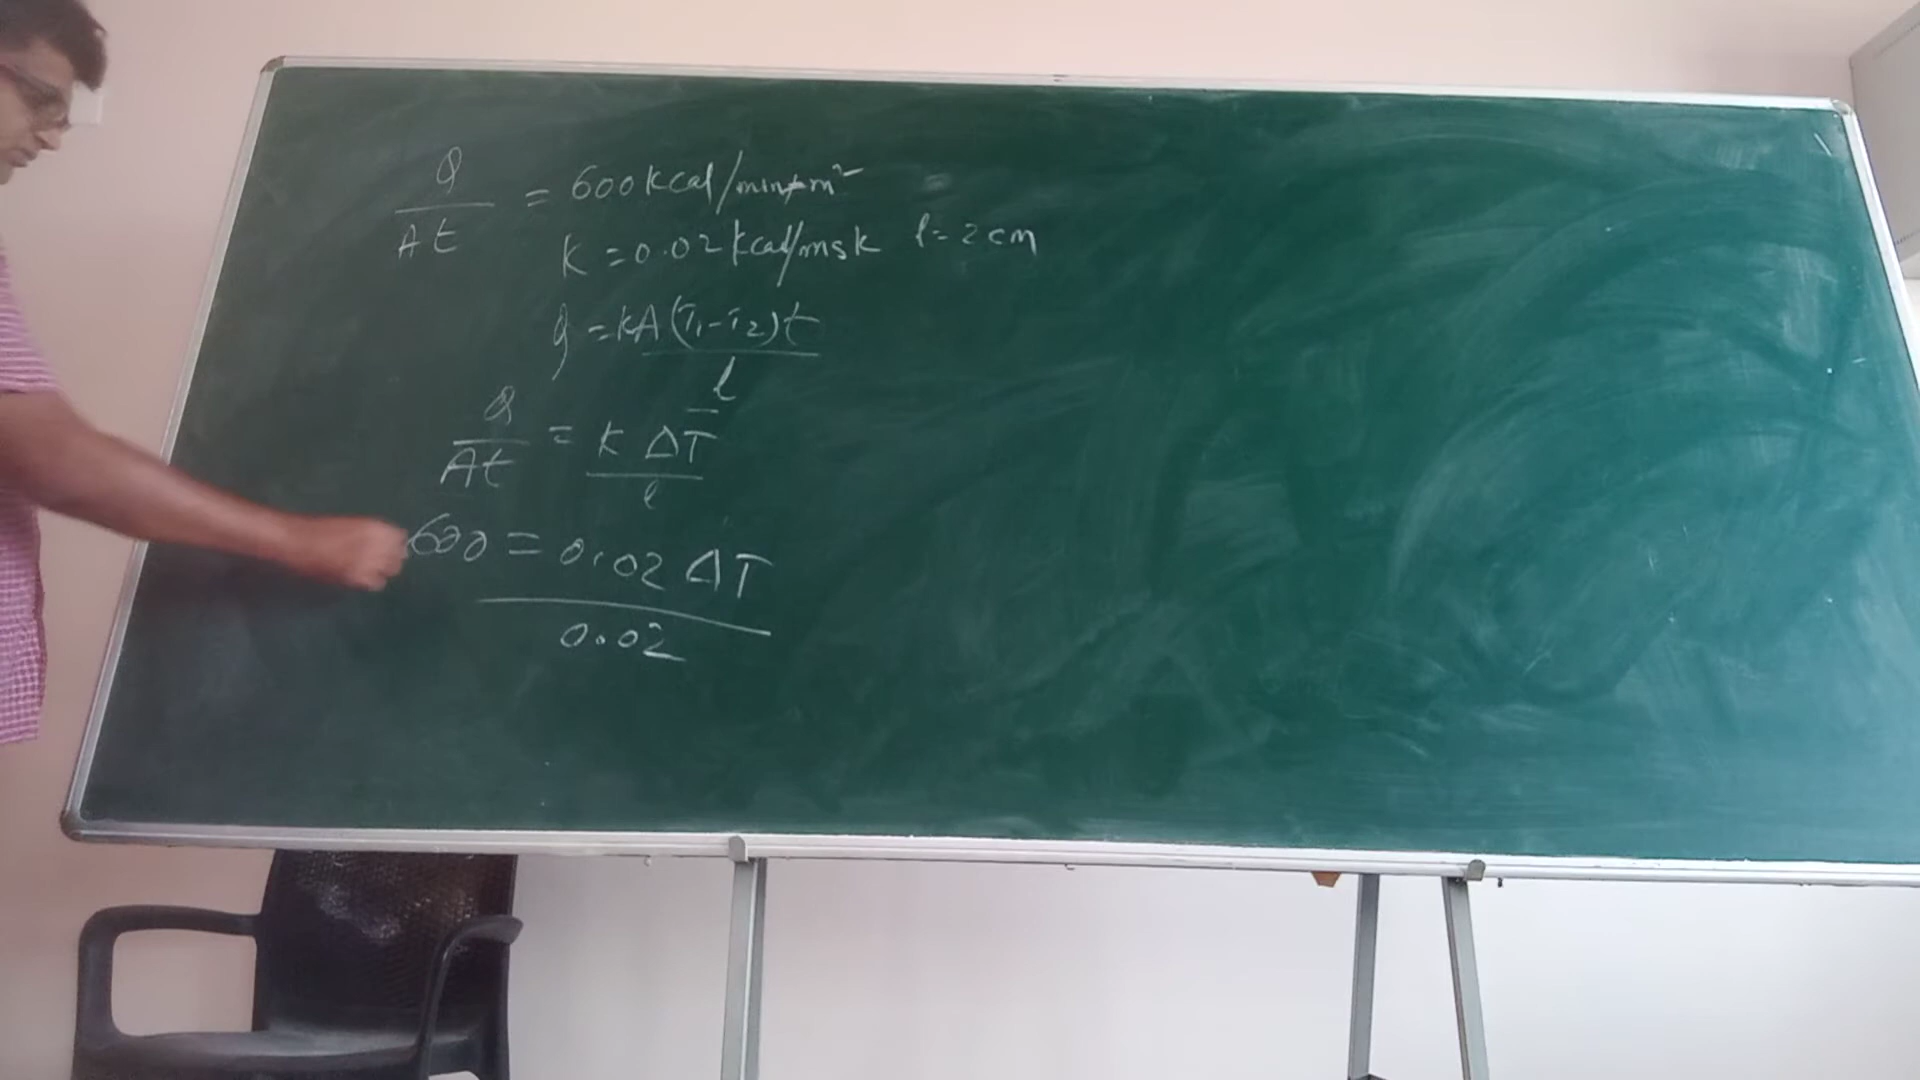 Q/At = 600 kcal/min m²
K = 0.02 kcal/msk l = 2 cm
Q = KA(T₁-T₂)t/l
Q/At = K ΔT/l
600 = 0.02 ΔT/0.02